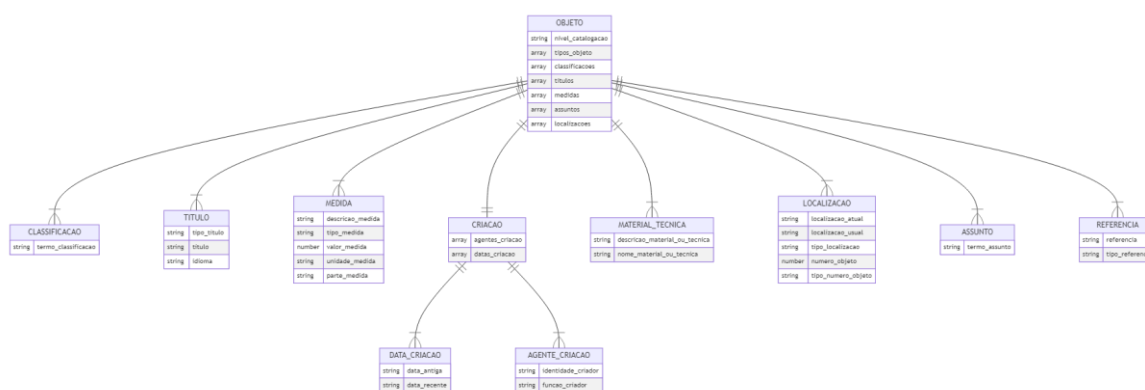 OBJETO
string nivel_catalogacao
array tipos_objeto
array classificacoes
array titulos
array medidas
array assuntos
array localizacoes
CLASSIFICACAO
string termo_classificacao
TITULO
string tipo_titulo
string titulo
string idioma
MEDIDA
string descricao_medida
string tipo_medida
number valor_medida
string unidade_medida
string parte_medida
CRIACAO
array agentes_criacao
array datas_criacao
MATERIAL_TECNICA
string descricao_material_ou_tecnica
string nome_material_ou_tecnica
LOCALIZACAO
string localizacao_atual
string localizacao_usual
string tipo_localizacao
number numero_objeto
string tipo_numero_objeto
ASSUNTO
string termo_assunto
REFERENCIA
string referencia
string tipo_referenc
DATA_CRIACAO
string data_antiga
string data_recente
AGENTE_CRIACAO
string identidade_criador
string funcao_criador